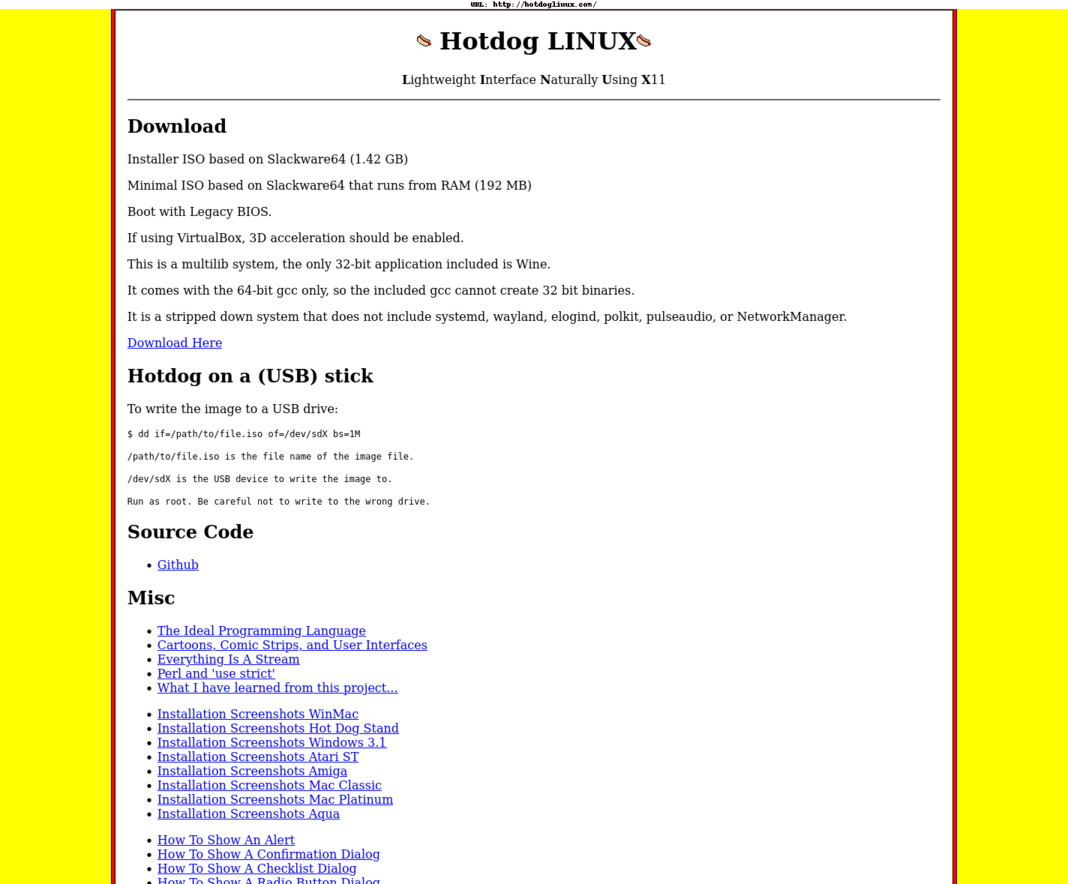 URL: http://hotdoglinux.com/
Hotdog LINUX
Lightweight Interface Naturally Using X11
Download
Installer ISO based on Slackware64 (1.42 GB)
Minimal ISO based on Slackware64 that runs from RAM (192 MB)
Boot with Legacy BIOS.
If using VirtualBox, 3D acceleration should be enabled.
This is a multilib system, the only 32-bit application included is Wine.
It comes with the 64-bit gcc only, so the included gcc cannot create 32 bit binaries.
It is a stripped down system that does not include systemd, wayland, elogind, polkit, pulseaudio, or NetworkManager.
Download Here
Hotdog on a (USB) stick
To write the image to a USB drive:
$ dd if=/path/to/file.iso of=/dev/sdX bs=1M
/path/to/file.iso is the file name of the image file.
/dev/sdX is the USB device to write the image to.
Run as root. Be careful not to write to the wrong drive.
Source Code
• Github
Misc
• The Ideal Programming Language
• Cartoons, Comic Strips, and User Interfaces
• Everything Is A Stream
• Perl and 'use strict'
• What I have learned from this project...
• Installation Screenshots WinMac
• Installation Screenshots Hot Dog Stand
• Installation Screenshots Windows 3.1
• Installation Screenshots Atari ST
• Installation Screenshots Amiga
• Installation Screenshots Mac Classic
• Installation Screenshots Mac Platinum
• Installation Screenshots Aqua
• How To Show An Alert
• How To Show A Confirmation Dialog
• How To Show A Checklist Dialog
• How To Show A Radio Button Dialog